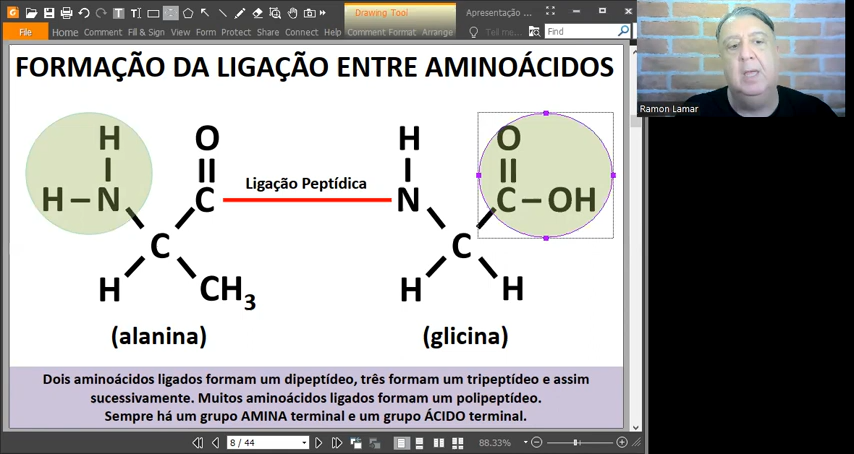 Drawing Tool
Apresentação ...
File Home Comment Fill & Sign View Form Protect Share Connect Help Comment Format Arrange Tell me... Find
FORMAÇÃO DA LIGAÇÃO ENTRE AMINOÁCIDOS
Ramon Lamar
H O H O
H – N C Ligação Peptídica N C – OH
C C
H CH3 H H
(alanina) (glicina)
Dois aminoácidos ligados formam um dipeptídeo, três formam um tripeptídeo e assim
sucessivamente. Muitos aminoácidos ligados formam um polipeptídeo.
Sempre há um grupo AMINA terminal e um grupo ÁCIDO terminal.
8 / 44 88.33%